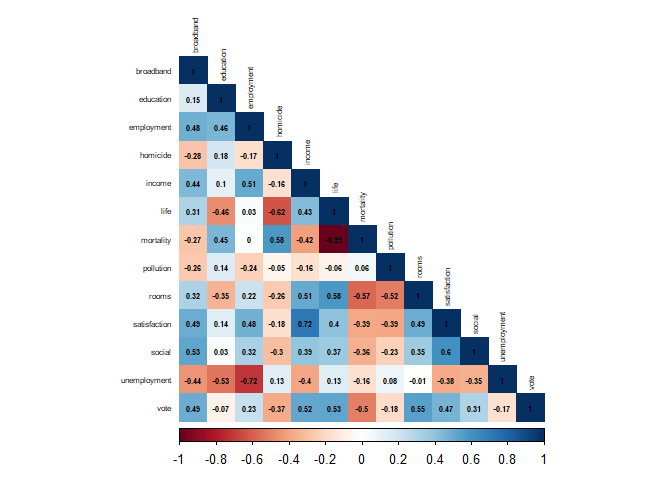 broadband
education
employment
homicide
income
life
mortality
pollution
rooms
satisfaction
social
unemployment
vote
broadband 1
education 0.15 1
employment 0.48 0.46 1
homicide -0.28 0.18 -0.17 1
income 0.44 0.1 0.51 -0.16 1
life 0.31 -0.46 0.03 -0.62 0.43 1
mortality -0.27 0.45 0 0.58 -0.42 1
pollution -0.26 0.14 -0.24 -0.05 -0.16 -0.06 0.06 1
rooms 0.32 -0.35 0.22 -0.26 0.51 0.58 -0.57 -0.52 1
satisfaction 0.49 0.14 0.48 -0.18 0.72 0.4 -0.39 -0.39 0.49 1
social 0.53 0.03 0.32 -0.3 0.39 0.37 -0.36 -0.23 0.35 0.6 1
unemployment -0.44 -0.53 -0.72 0.13 -0.4 0.13 -0.16 0.08 -0.01 -0.38 -0.35 1
vote 0.49 -0.07 0.23 -0.37 0.52 0.53 -0.5 -0.18 0.55 0.47 0.31 -0.17 1
-1 -0.8 -0.6 -0.4 -0.2 0 0.2 0.4 0.6 0.8 1